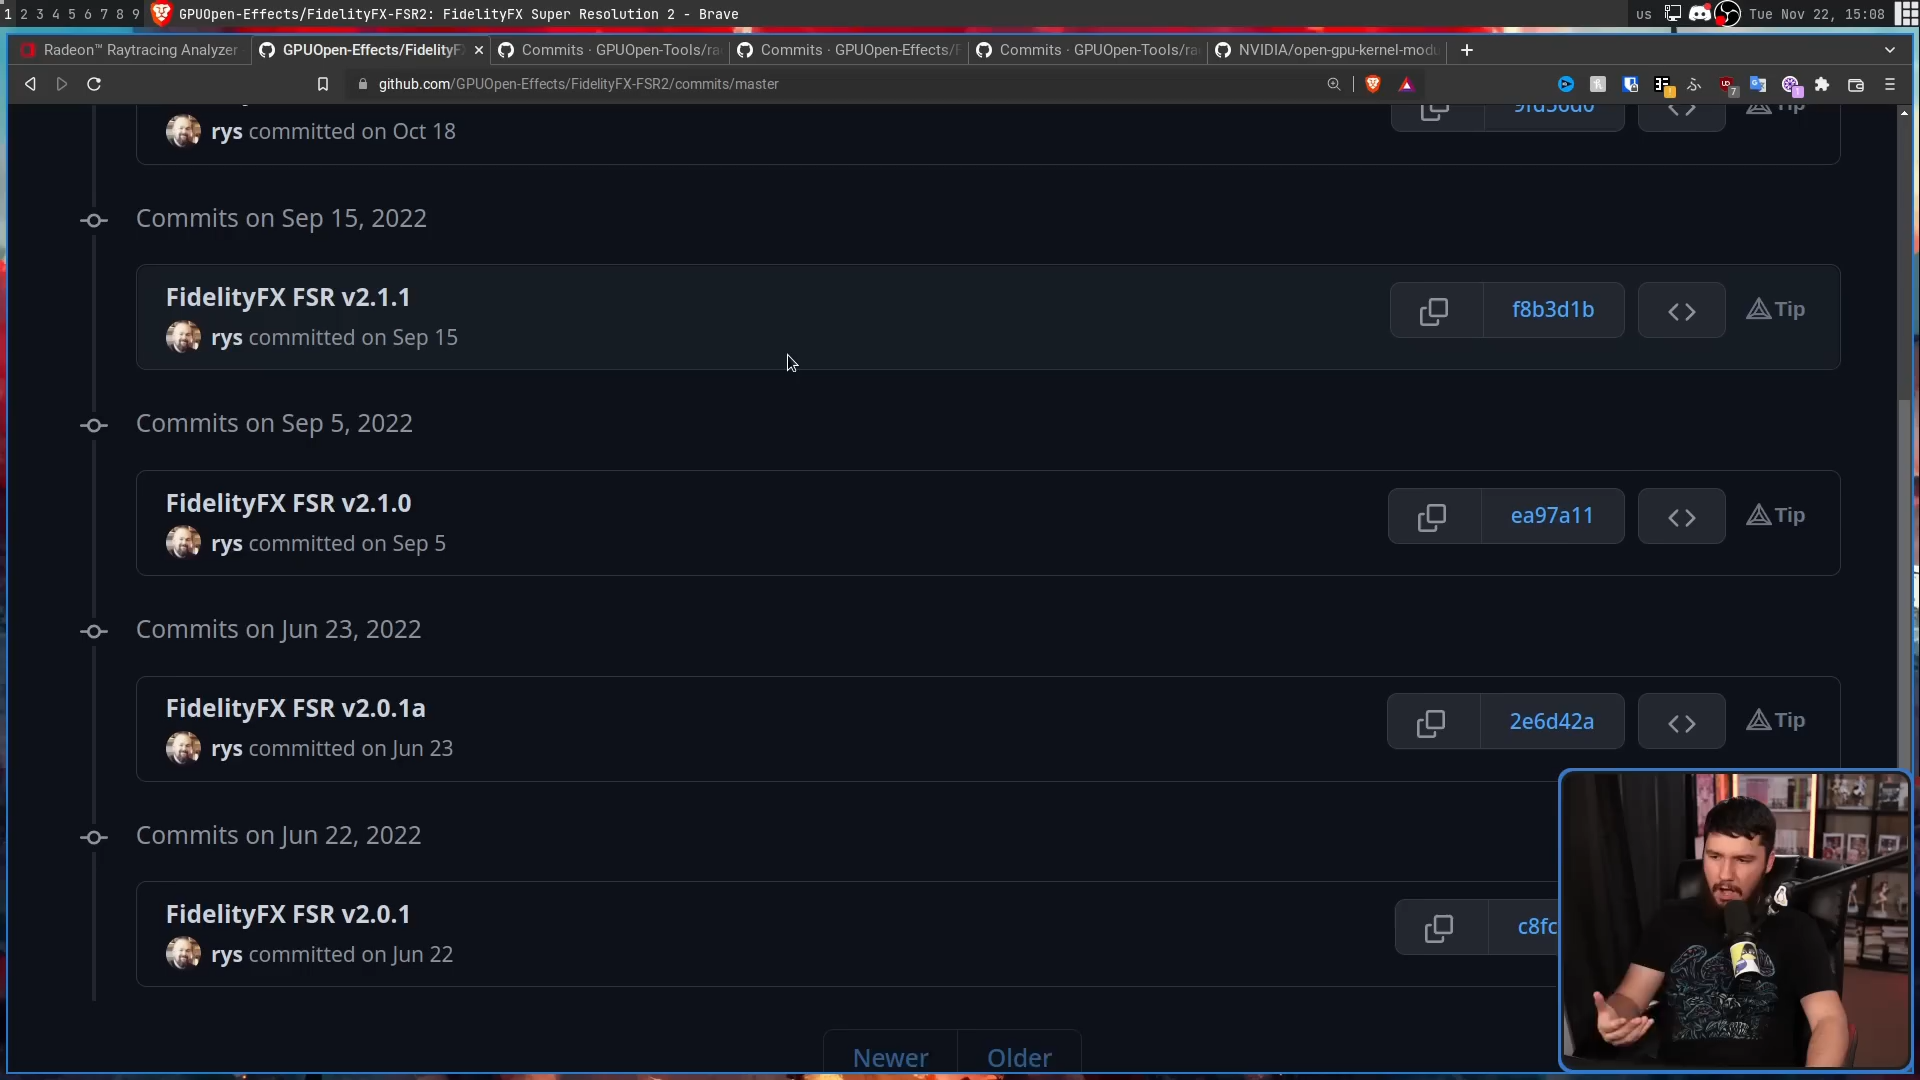 1 2 3 4 5 6 7 8 9 GPUOpen-Effects/FidelityFX-FSR2: FidelityFX Super Resolution 2 - Brave us Tue Nov 22, 15:08
Radeon™ Raytracing Analyzer GPUOpen-Effects/FidelityF Commits · GPUOpen-Tools/ra Commits · GPUOpen-Effects/F Commits · GPUOpen-Tools/ra NVIDIA/open-gpu-kernel-modu
github.com/GPUOpen-Effects/FidelityFX-FSR2/commits/master
9fd36d0 Tip
rys committed on Oct 18
Commits on Sep 15, 2022
FidelityFX FSR v2.1.1
rys committed on Sep 15
f8b3d1b Tip
Commits on Sep 5, 2022
FidelityFX FSR v2.1.0
rys committed on Sep 5
ea97a11 Tip
Commits on Jun 23, 2022
FidelityFX FSR v2.0.1a
rys committed on Jun 23
2e6d42a Tip
Commits on Jun 22, 2022
FidelityFX FSR v2.0.1
rys committed on Jun 22
c8fc
Newer Older